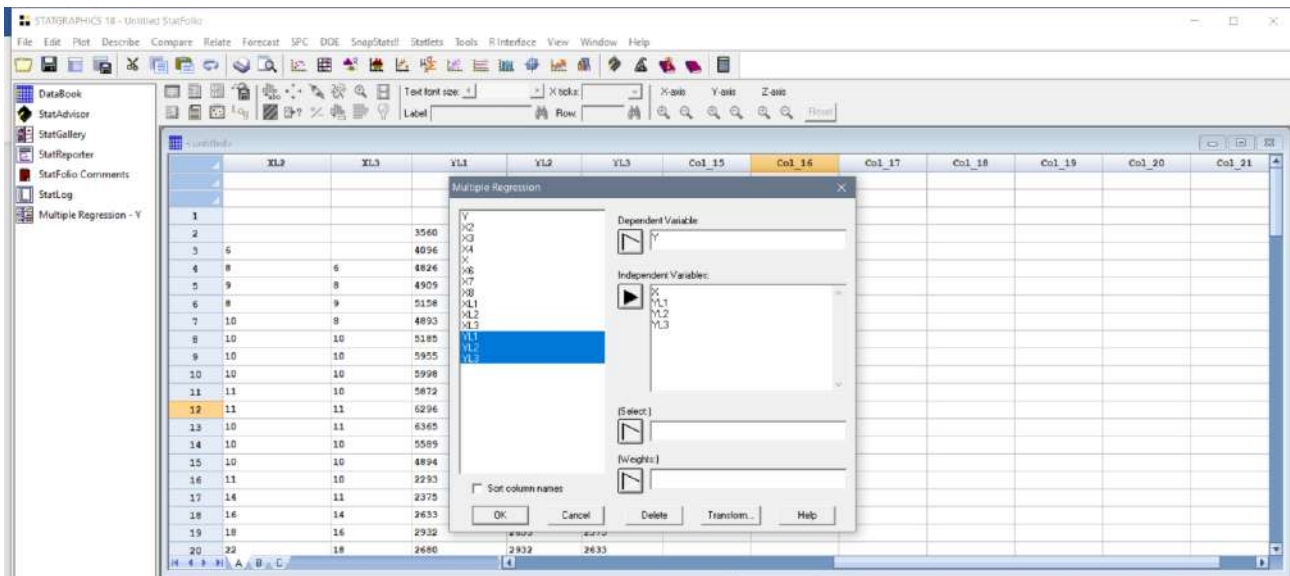 STATGRAPHICS 18 - Untitled StatFolio
File Edit Plot Describe Compare Relate Forecast SPC DOE SnapStats!! Statlets Tools R Interface View Window Help
DataBook
StatAdvisor
StatGallery
StatReporter
StatFolio Comments
StatLog
Multiple Regression - Y
Text font size:
X ticks:
X-axis Y-axis Z-axis
Label
Row:
Reset
<untitled>
XL2 XL3 YL1 YL2 YL3 Col_15 Col_16 Col_17 Col_18 Col_19 Col_20 Col_21
1
2 3560
3 6 4096
4 8 6 4826
5 9 8 4909
6 8 9 5158
7 10 8 4893
8 10 10 5185
9 10 10 5955
10 10 10 5998
11 11 10 5872
12 11 11 6296
13 10 11 6365
14 10 10 5589
15 10 10 4894
16 11 10 2293
17 14 11 2375
18 16 14 2633
19 18 16 2932 2633 2375
20 22 18 2680 2932 2633
A B C
Multiple Regression
Y
X2
X3
X4
X
X6
X7
X8
XL1
XL2
XL3
YL1
YL2
YL3
Sort column names
Dependent Variable:
Y
Independent Variables:
X
YL1
YL2
YL3
(Select:)
(Weights:)
OK Cancel Delete Transform... Help